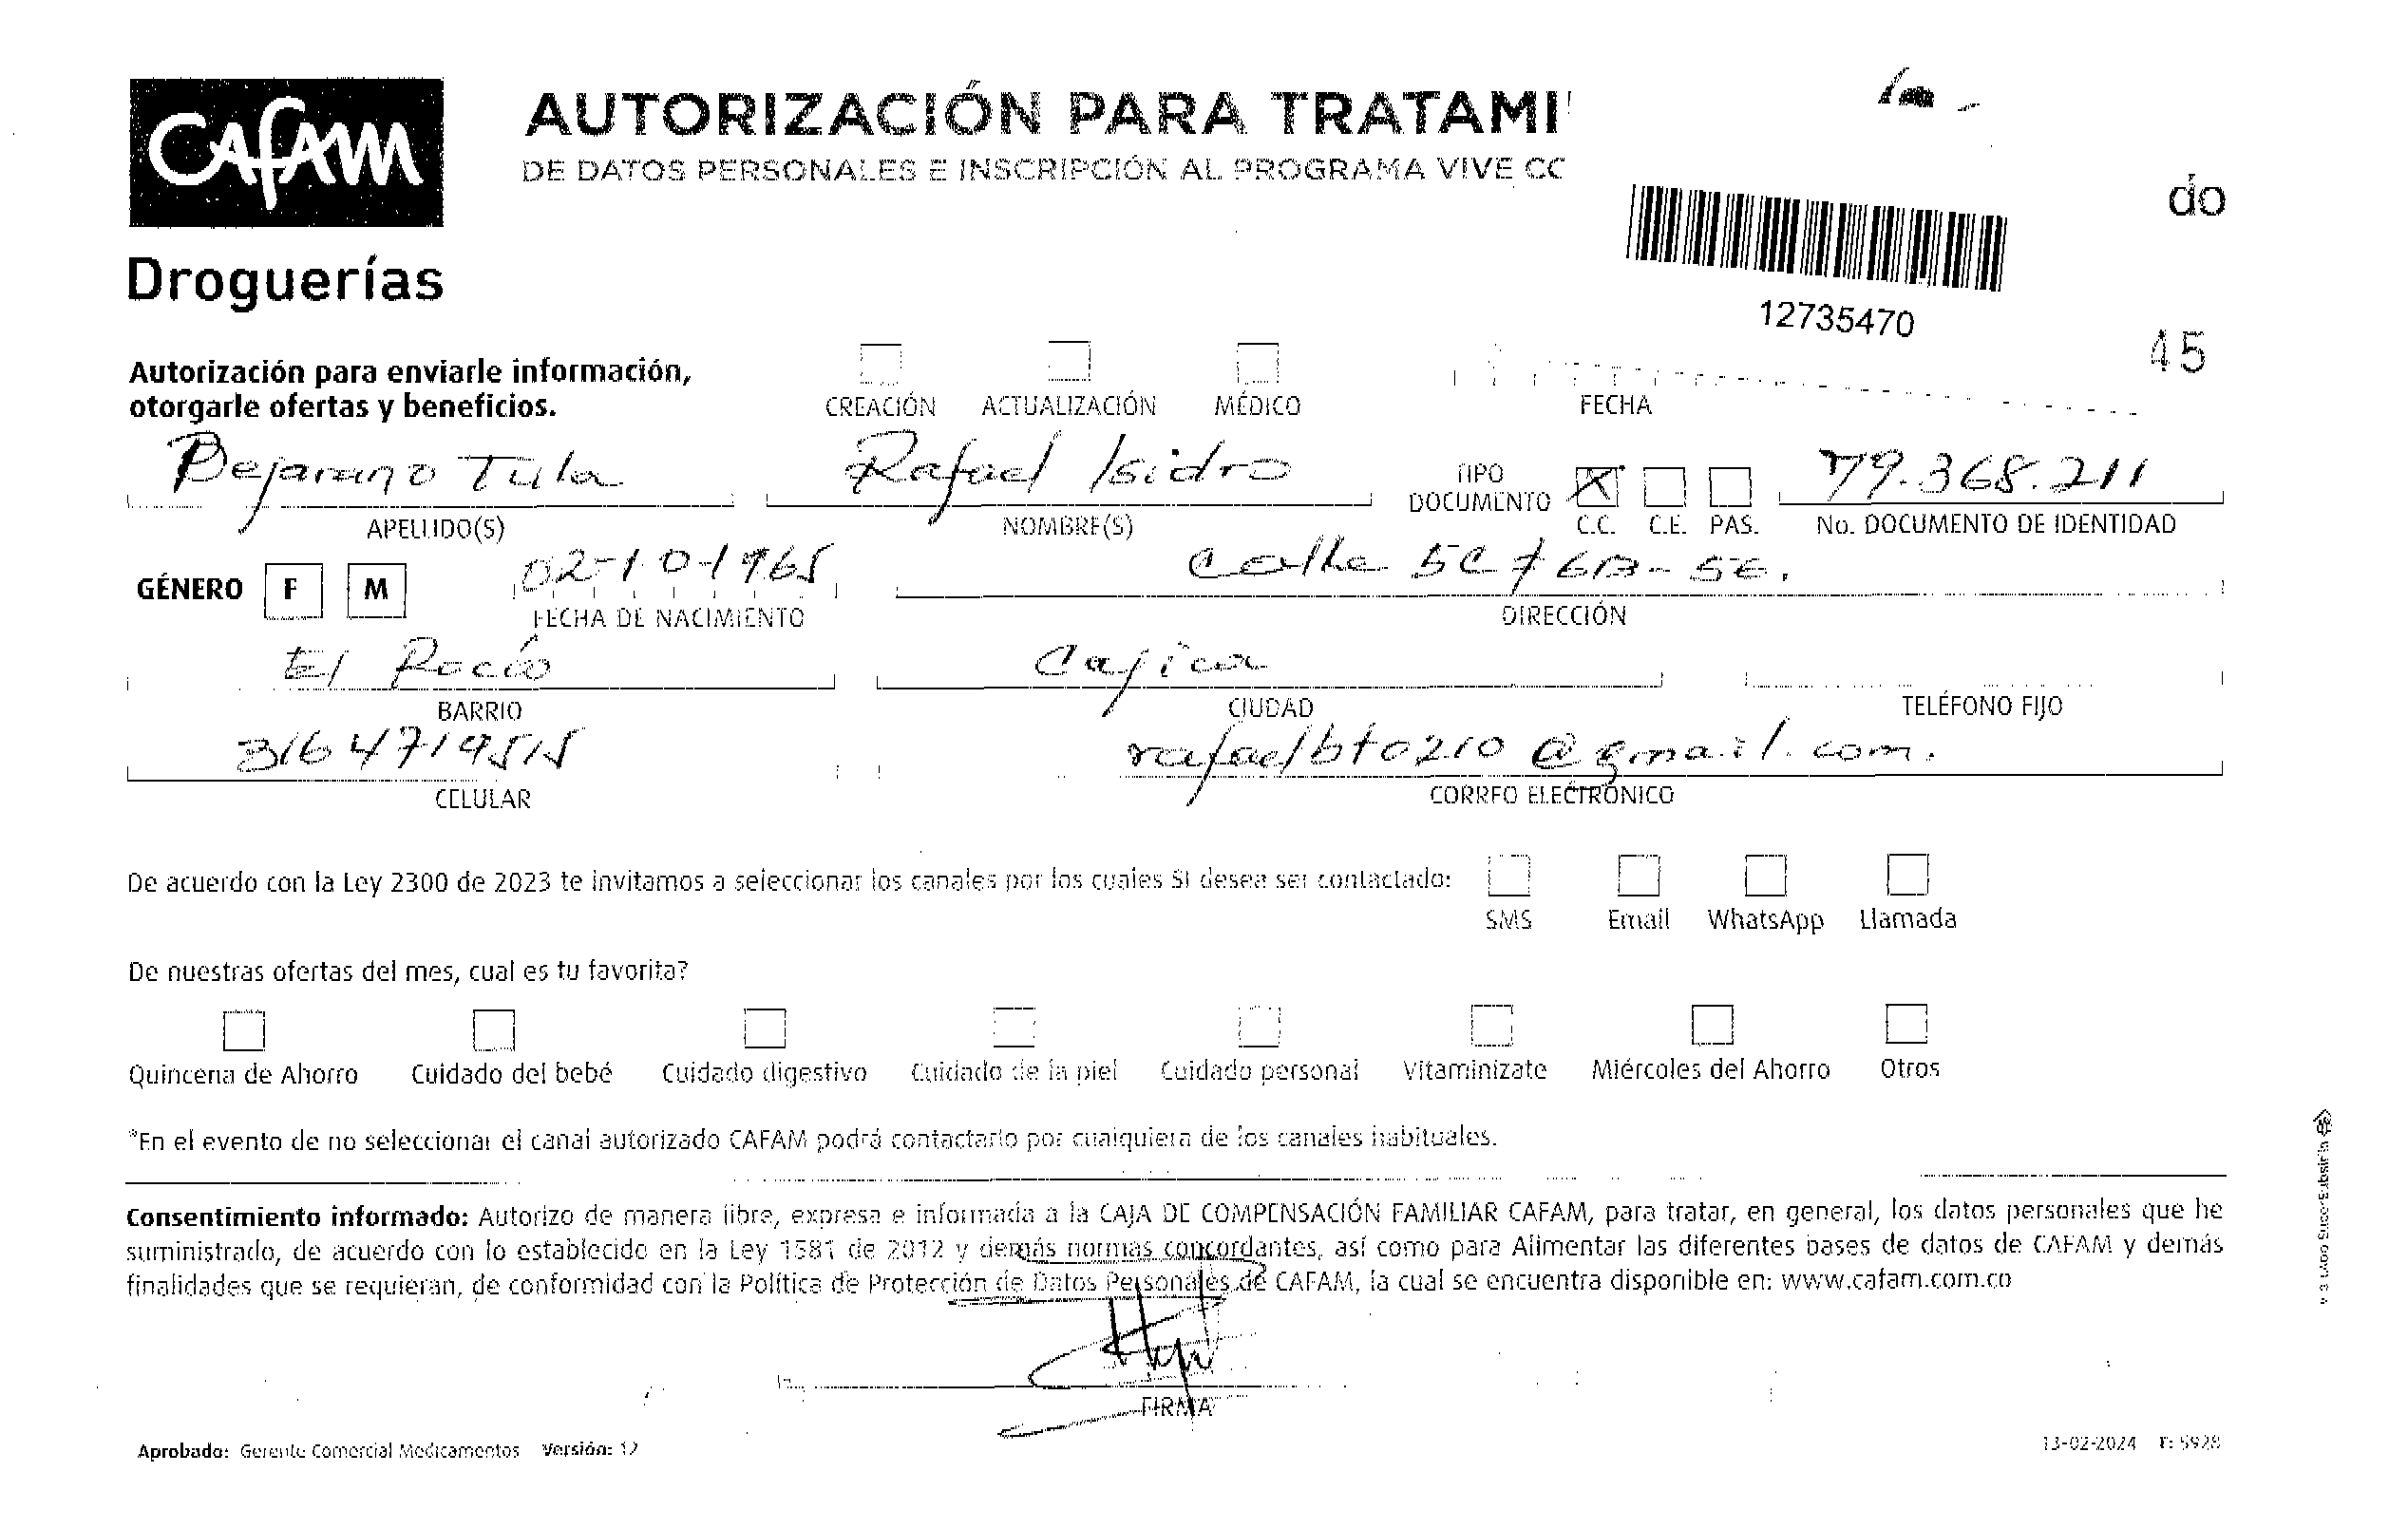 CAFAM
Droguerías
AUTORIZACIÓN PARA TRATAMI
DE DATOS PERSONALES E INSCRIPCIÓN AL PROGRAMA VIVE CC
do
12735470
45
Autorización para enviarle información,
otorgarle ofertas y beneficios.
CREACIÓN ACTUALIZACIÓN MÉDICO FECHA
Bejarano Tula Rafael Isidro TIPO DOCUMENTO X 79.368.211
APELLIDO(S) NOMBRE(S) C.C. C.E. PAS. No. DOCUMENTO DE IDENTIDAD
GÉNERO F M 02-10-1965 Calle 5C
FECHA DE NACIMIENTO DIRECCIÓN
El Rocío Cajica
BARRIO CIUDAD TELÉFONO FIJO
3164719515 rafaelbt0210@gmail.com.
CELULAR CORREO ELECTRÓNICO
De acuerdo con la Ley 2300 de 2023 te invitamos a seleccionar los canales por los cuales SI desea ser contactado:
SMS Email WhatsApp Llamada
De nuestras ofertas del mes, cual es tu favorita?
Quincena de Ahorro Cuidado del bebé Cuidado digestivo Cuidado de la piel Cuidado personal Vitaminízate Miércoles del Ahorro Otros
*En el evento de no seleccionar el canal autorizado CAFAM podrá contactarlo por cualquiera de los canales habituales.
Consentimiento informado: Autorizo de manera libre, expresa e informada a la CAJA DE COMPENSACIÓN FAMILIAR CAFAM, para tratar, en general, los datos personales que he
suministrado, de acuerdo con lo establecido en la Ley 1581 de 2012 y demás normas concordantes, así como para Alimentar las diferentes bases de datos de CAFAM y demás
finalidades que se requieran, de conformidad con la Política de Protección de Datos Personales de CAFAM, la cual se encuentra disponible en: www.cafam.com.co
FIRMA
Aprobado: Gerente Comercial Medicamentos Versión: 12
13-02-2024 F: 5928